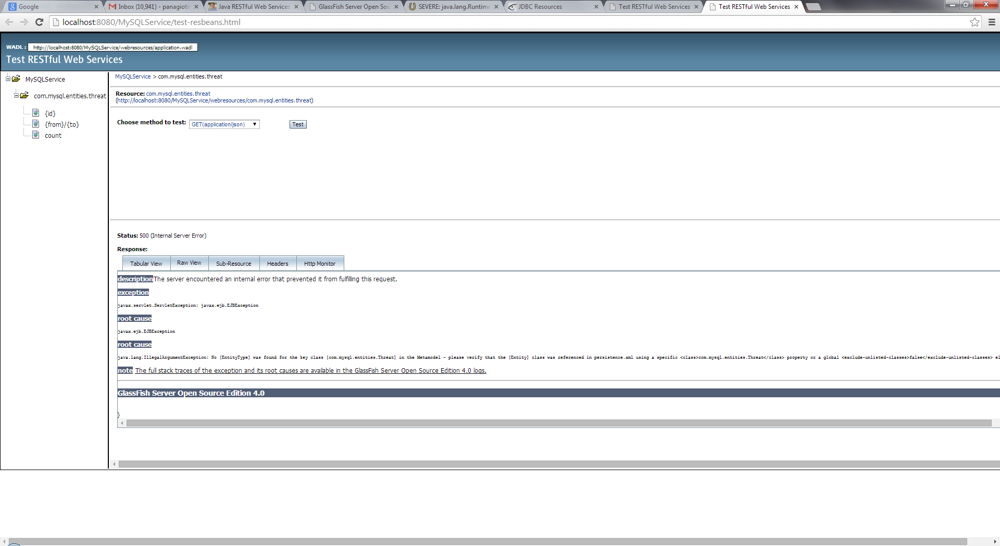 Google
Inbox (10,941) - panagioti
Java RESTful Web Services
GlassFish Server Open Sou
SEVERE: java.lang.Runtime
JDBC Resources
Test RESTful Web Services
Test RESTful Web Services
localhost:8080/MySQLService/test-resbeans.html
WADL : http://localhost:8080/MySQLService/webresources/application.wadl
Test RESTful Web Services
MySQLService
com.mysql.entities.threat
{id}
{from}/{to}
count
MySQLService > com.mysql.entities.threat
Resource: com.mysql.entities.threat
(http://localhost:8080/MySQLService/webresources/com.mysql.entities.threat)
Choose method to test: GET(application/json) Test
Status: 500 (Internal Server Error)
Response:
Tabular View Raw View Sub-Resource Headers Http Monitor
descriptionThe server encountered an internal error that prevented it from fulfilling this request.
exception
javax.servlet.ServletException: javax.ejb.EJBException
root cause
javax.ejb.EJBException
root cause
java.lang.IllegalArgumentException: No [EntityType] was found for the key class [com.mysql.entities.Threat] in the Metamodel - please verify that the [Entity] class was referenced in persistence.xml using a specific <class>com.mysql.entities.Threat</class> property or a global <exclude-unlisted-classes>false</exclude-unlisted-classes> el
note The full stack traces of the exception and its root causes are available in the GlassFish Server Open Source Edition 4.0 logs.
GlassFish Server Open Source Edition 4.0
}